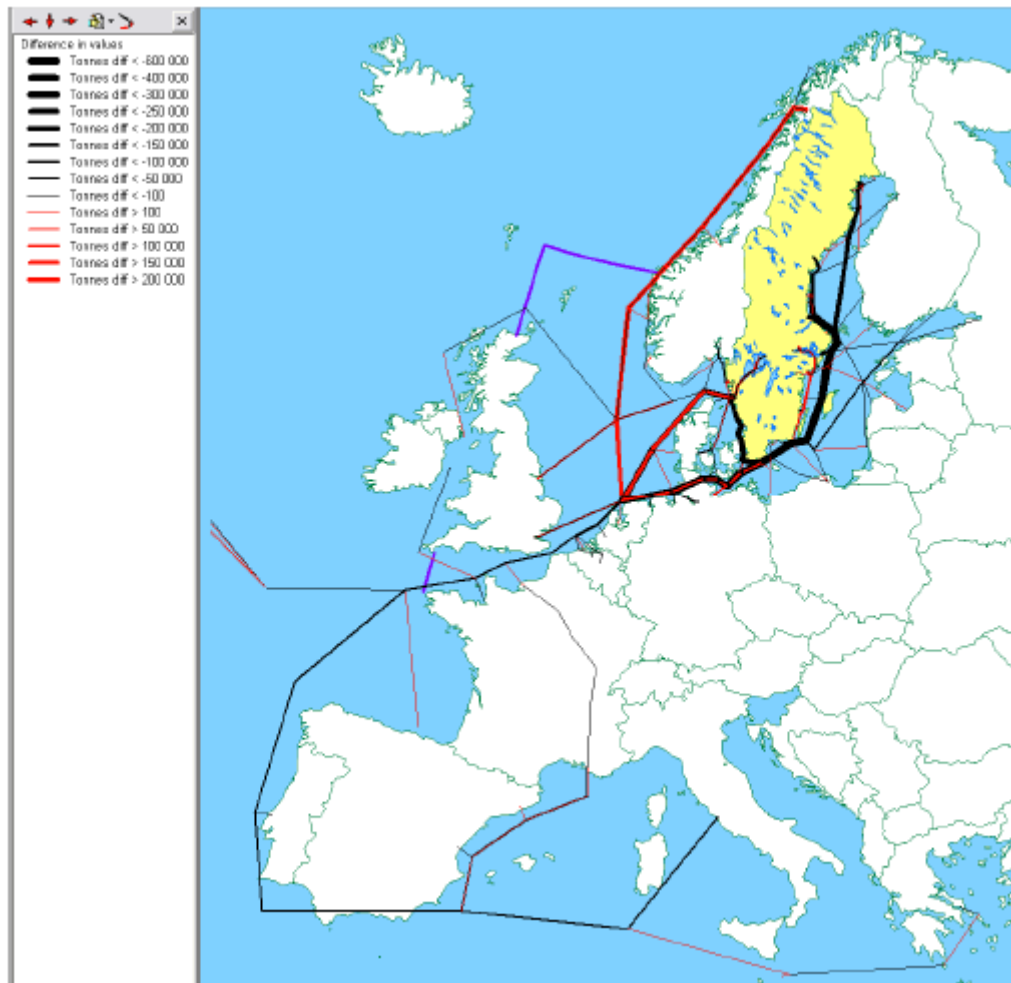 Difference in values
Tonnes diff < -600 000
Tonnes diff < -400 000
Tonnes diff < -300 000
Tonnes diff < -250 000
Tonnes diff < -200 000
Tonnes diff < -150 000
Tonnes diff < -100 000
Tonnes diff < -50 000
Tonnes diff < -100
Tonnes diff > 100
Tonnes diff > 50 000
Tonnes diff > 100 000
Tonnes diff > 150 000
Tonnes diff > 200 000